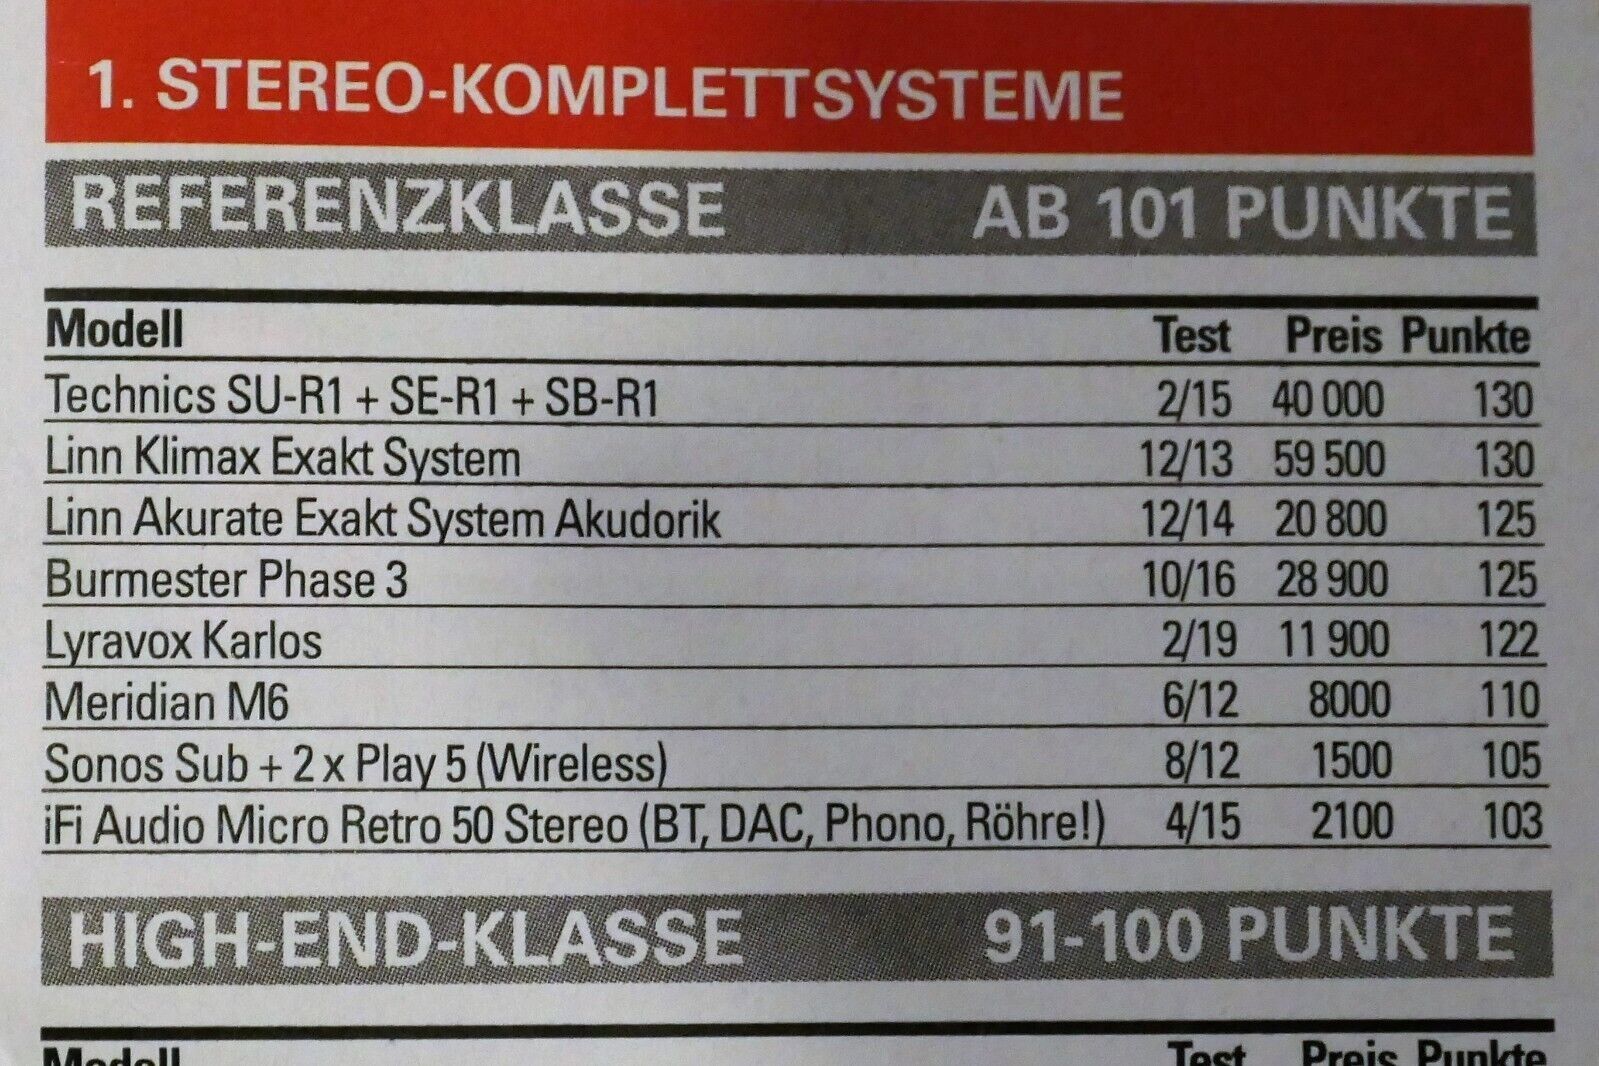 1. STEREO-KOMPLETTSYSTEME
REFERENZKLASSE AB 101 PUNKTE
Modell Test Preis Punkte
Technics SU-R1 + SE-R1 + SB-R1 2/15 40 000 130
Linn Klimax Exakt System 12/13 59 500 130
Linn Akurate Exakt System Akudorik 12/14 20 800 125
Burmester Phase 3 10/16 28 900 125
Lyravox Karlos 2/19 11 900 122
Meridian M6 6/12 8000 110
Sonos Sub + 2 x Play 5 (Wireless) 8/12 1500 105
iFi Audio Micro Retro 50 Stereo (BT, DAC, Phono, Röhre!) 4/15 2100 103
HIGH-END-KLASSE 91-100 PUNKTE
Modell Test Preis Punkte